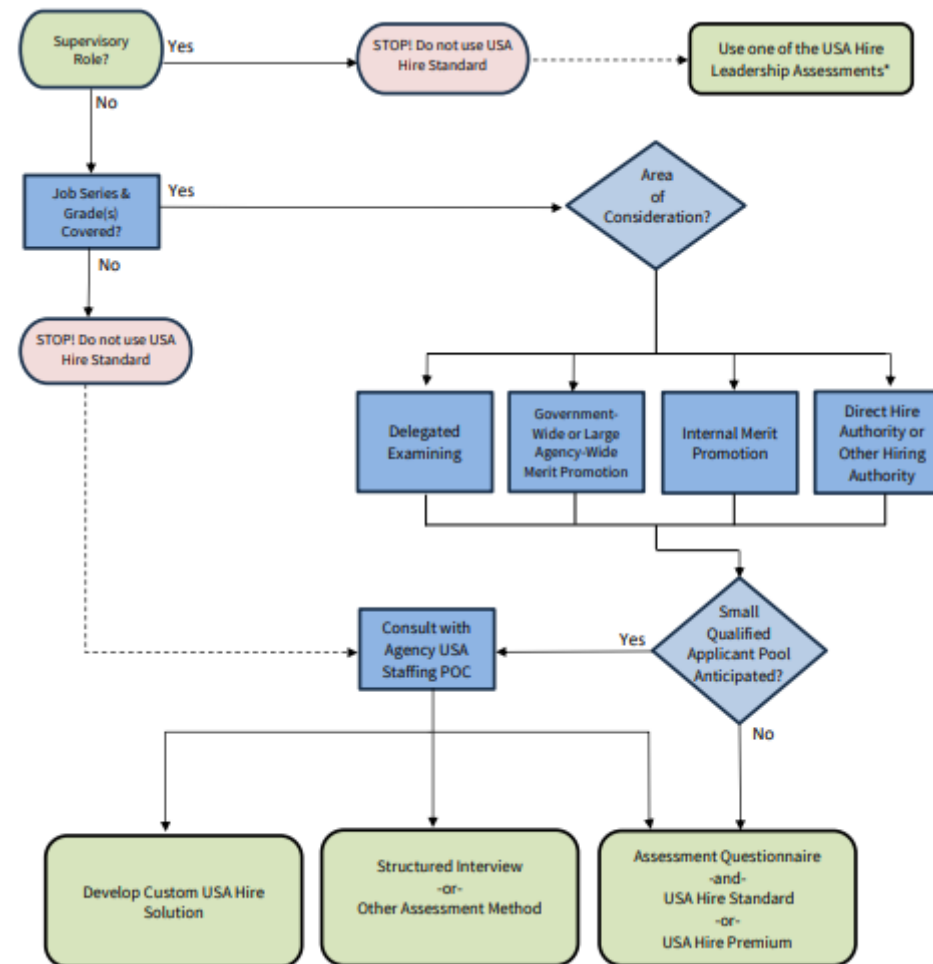 Supervisory
Role?
Yes
STOP! Do not use USA
Hire Standard
Use one of the USA Hire
Leadership Assessments*
No
Job Series &
Grade(s)
Covered?
Yes
Area
of
Consideration?
No
STOP! Do not use USA
Hire Standard
Delegated
Examining
Government-
Wide or Large
Agency-Wide
Merit Promotion
Internal Merit
Promotion
Direct Hire
Authority or
Other Hiring
Authority
Consult with
Agency USA
Staffing POC
Yes
Small
Qualified
Applicant Pool
Anticipated?
No
Develop Custom USA Hire
Solution
Structured Interview
-or-
Other Assessment Method
Assessment Questionnaire
-and-
USA Hire Standard
-or-
USA Hire Premium